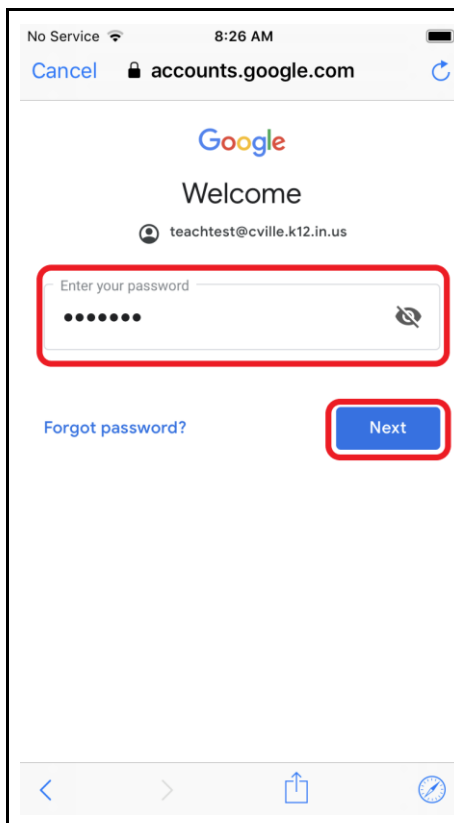 No Service 8:26 AM
Cancel accounts.google.com
Google
Welcome
teachtest@cville.k12.in.us
Enter your password
•••••••
Forgot password? Next